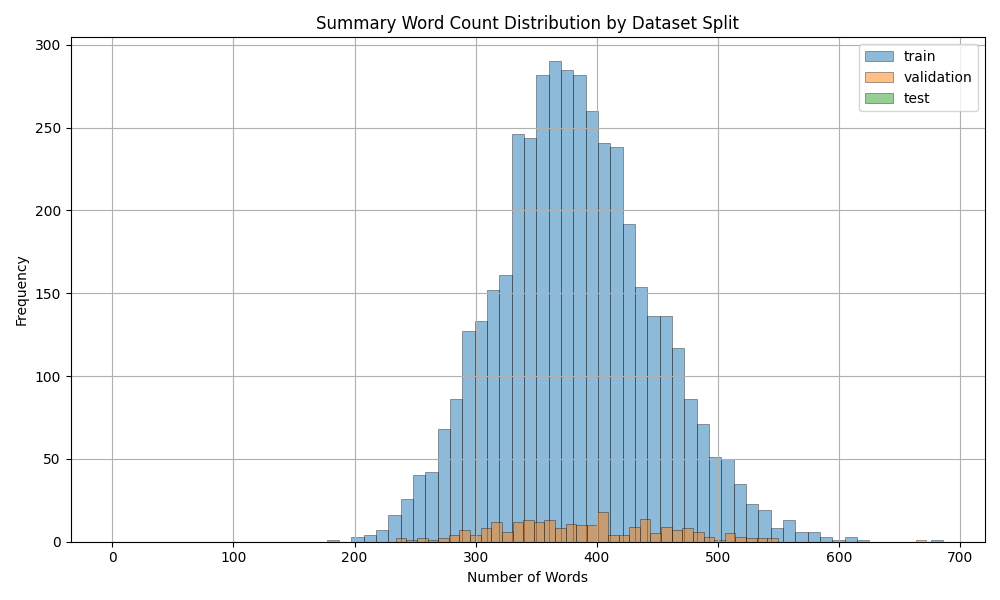 Summary Word Count Distribution by Dataset Split
train
validation
test
Frequency
300
250
200
150
100
50
0
0 100 200 300 400 500 600 700
Number of Words